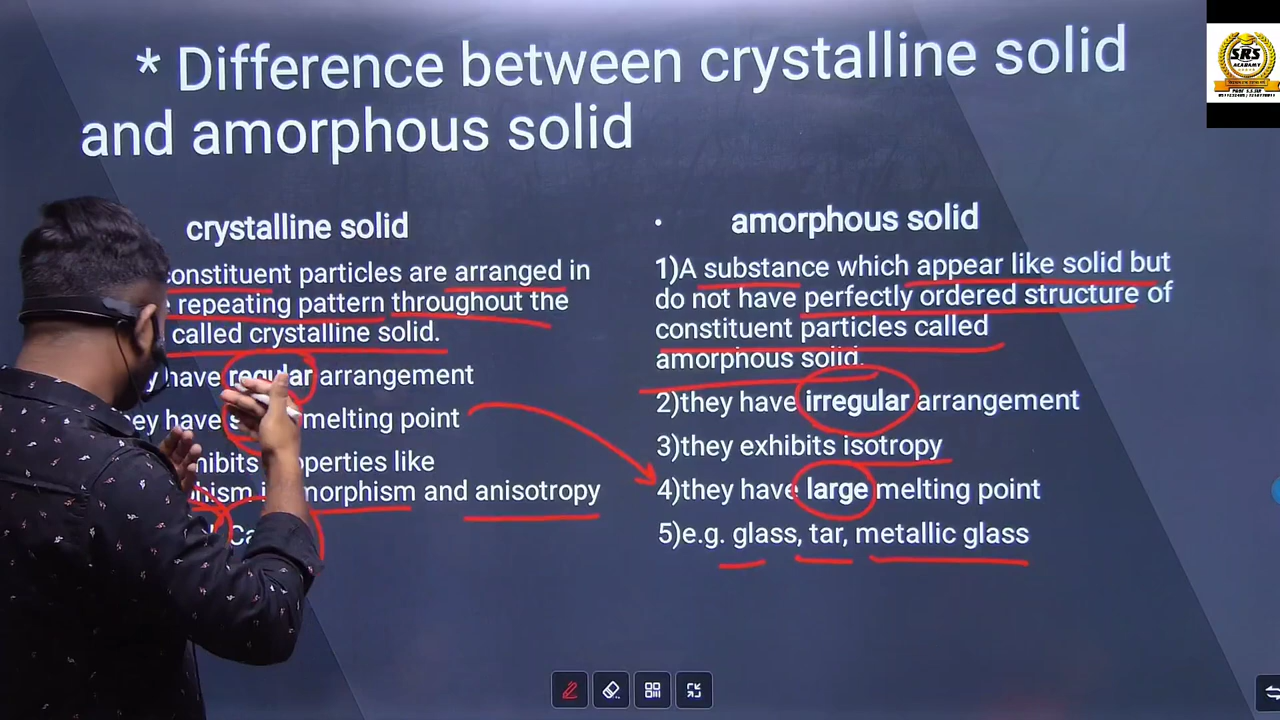 * Difference between crystalline solid
and amorphous solid
SRS
ACADEMY
crystalline solid
constituent particles are arranged in
repeating pattern throughout the
called crystalline solid.
have regular arrangement
have melting point
like
and anisotropy
· amorphous solid
1)A substance which appear like solid but
do not have perfectly ordered structure of
constituent particles called
amorphous solid.
2)they have irregular arrangement
3)they exhibits isotropy
4)they have large melting point
5)e.g. glass, tar, metallic glass